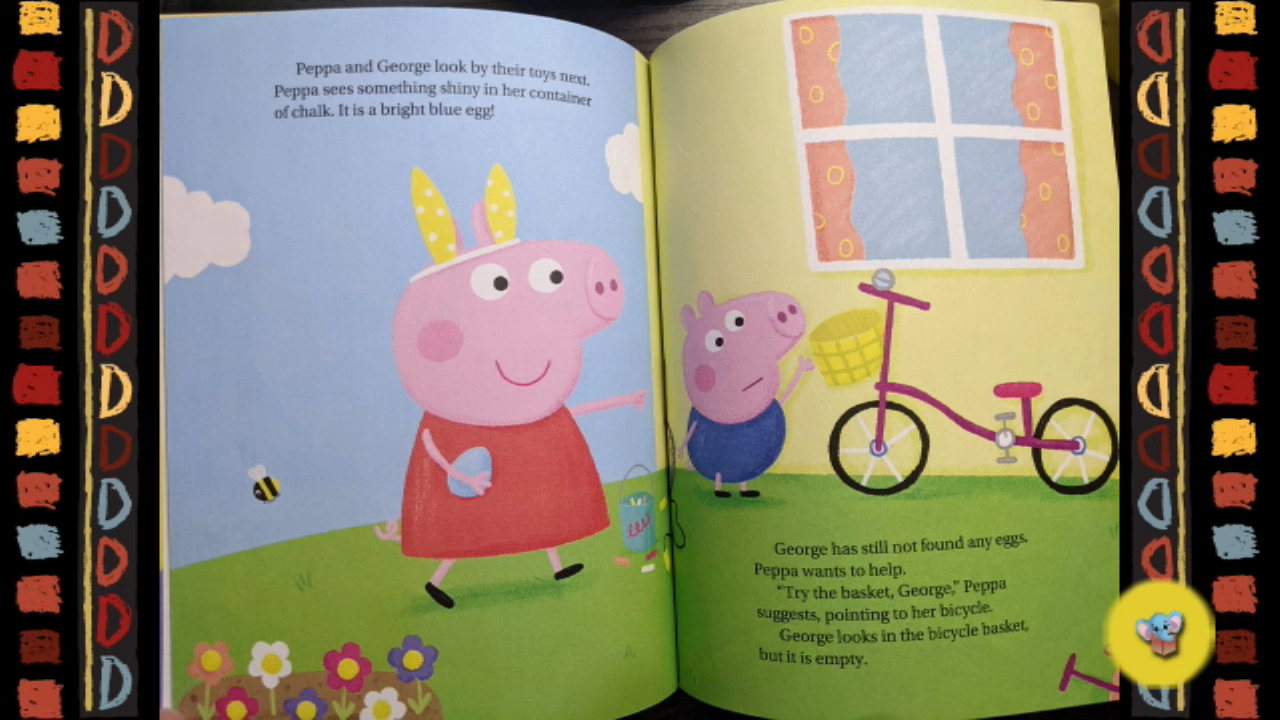 Peppa and George look by their toys next.
Peppa sees something shiny in her container
of chalk. It is a bright blue egg!
George has still not found any eggs.
Peppa wants to help.
"Try the basket, George," Peppa
suggests, pointing to her bicycle.
George looks in the bicycle basket,
but it is empty.